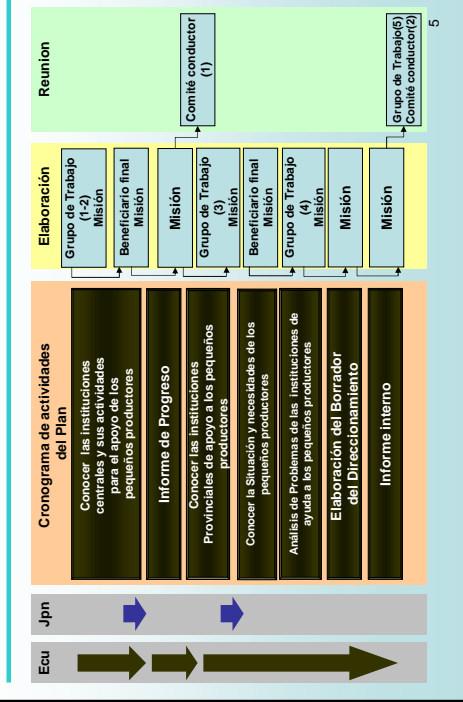 Ecu
Jpn
Cronograma de actividades
del Plan
Elaboración
Reunion
Conocer las instituciones
centrales y sus actividades
para el apoyo de los
pequeños productores
Informe de Progreso
Conocer las instituciones
Provinciales de apoyo a los pequeños
productores
Conocer la Situación y necesidades de los
pequeños productores
Análisis de Problemas de las instituciones de
ayuda a los pequeños productores
Elaboración del Borrador
del Direccionamiento
Informe interno
Grupo de Trabajo
(1-2)
Misión
Beneficiario final
Misión
Misión
Grupo de Trabajo
(3)
Misión
Beneficiario final
Misión
Grupo de Trabajo
(4)
Misión
Misión
Misión
Comité conductor
(1)
Grupo de Trabajo(5)
Comité conductor(2)
5